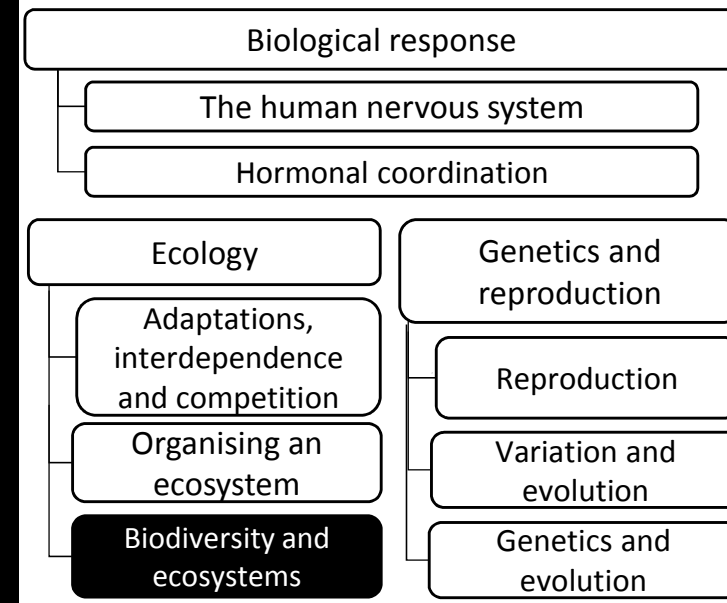 Biological response
The human nervous system
Hormonal coordination
Ecology
Adaptations,
interdependence
and competition
Organising an
ecosystem
Biodiversity and
ecosystems
Genetics and
reproduction
Reproduction
Variation and
evolution
Genetics and
evolution